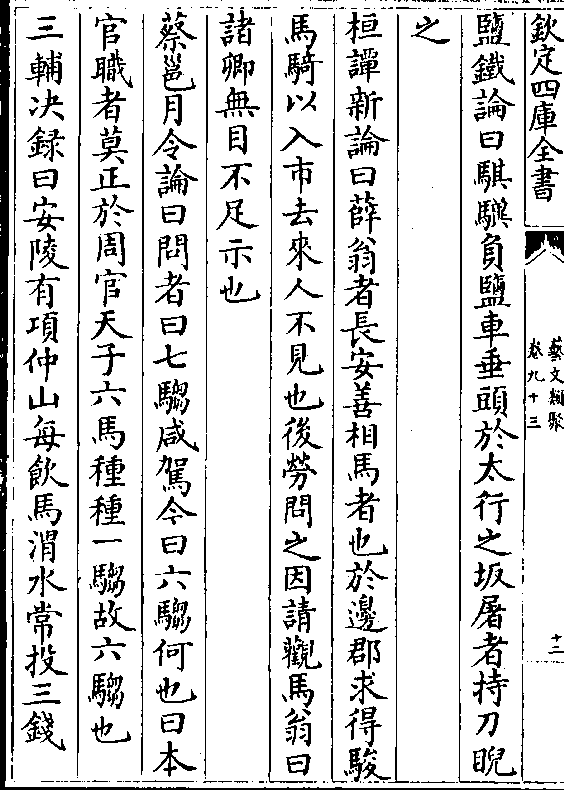 欽定四庫全書
藝文類聚
卷九十三
十二
鹽鐵論曰騏驥負鹽車垂頭於太行之坂屠者持刀睨
之
桓譚新論曰薛翁者長安善相馬者也於邊郡求得駿
馬騎以入市去來人不見也後勞問之因請觀馬翁曰
諸卿無目不足示也
蔡邕月令論曰問者曰七騶咸駕今曰六騶何也曰本
官職者莫正於周官天子六馬種種一騶故六騶也
三輔决録曰安陵有項仲山每飲馬渭水常投三錢